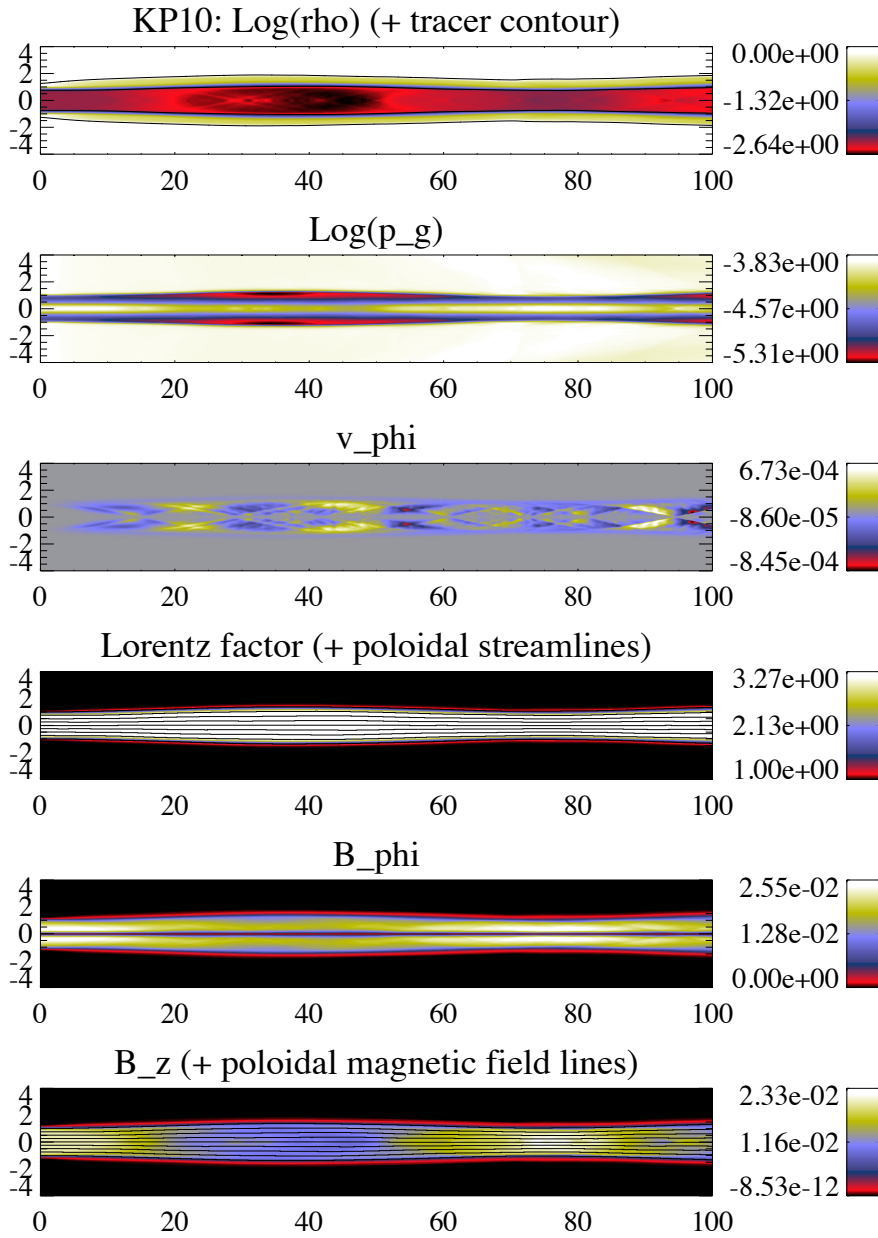 KP10: Log(rho) (+ tracer contour)
4
2
0
-2
-4
0 20 40 60 80 100
0.00e+00
-1.32e+00
-2.64e+00
Log(p_g)
4
2
0
-2
-4
0 20 40 60 80 100
-3.83e+00
-4.57e+00
-5.31e+00
v_phi
4
2
0
-2
-4
0 20 40 60 80 100
6.73e-04
-8.60e-05
-8.45e-04
Lorentz factor (+ poloidal streamlines)
4
2
0
-2
-4
0 20 40 60 80 100
3.27e+00
2.13e+00
1.00e+00
B_phi
4
2
0
-2
-4
0 20 40 60 80 100
2.55e-02
1.28e-02
0.00e+00
B_z (+ poloidal magnetic field lines)
4
2
0
-2
-4
0 20 40 60 80 100
2.33e-02
1.16e-02
-8.53e-12